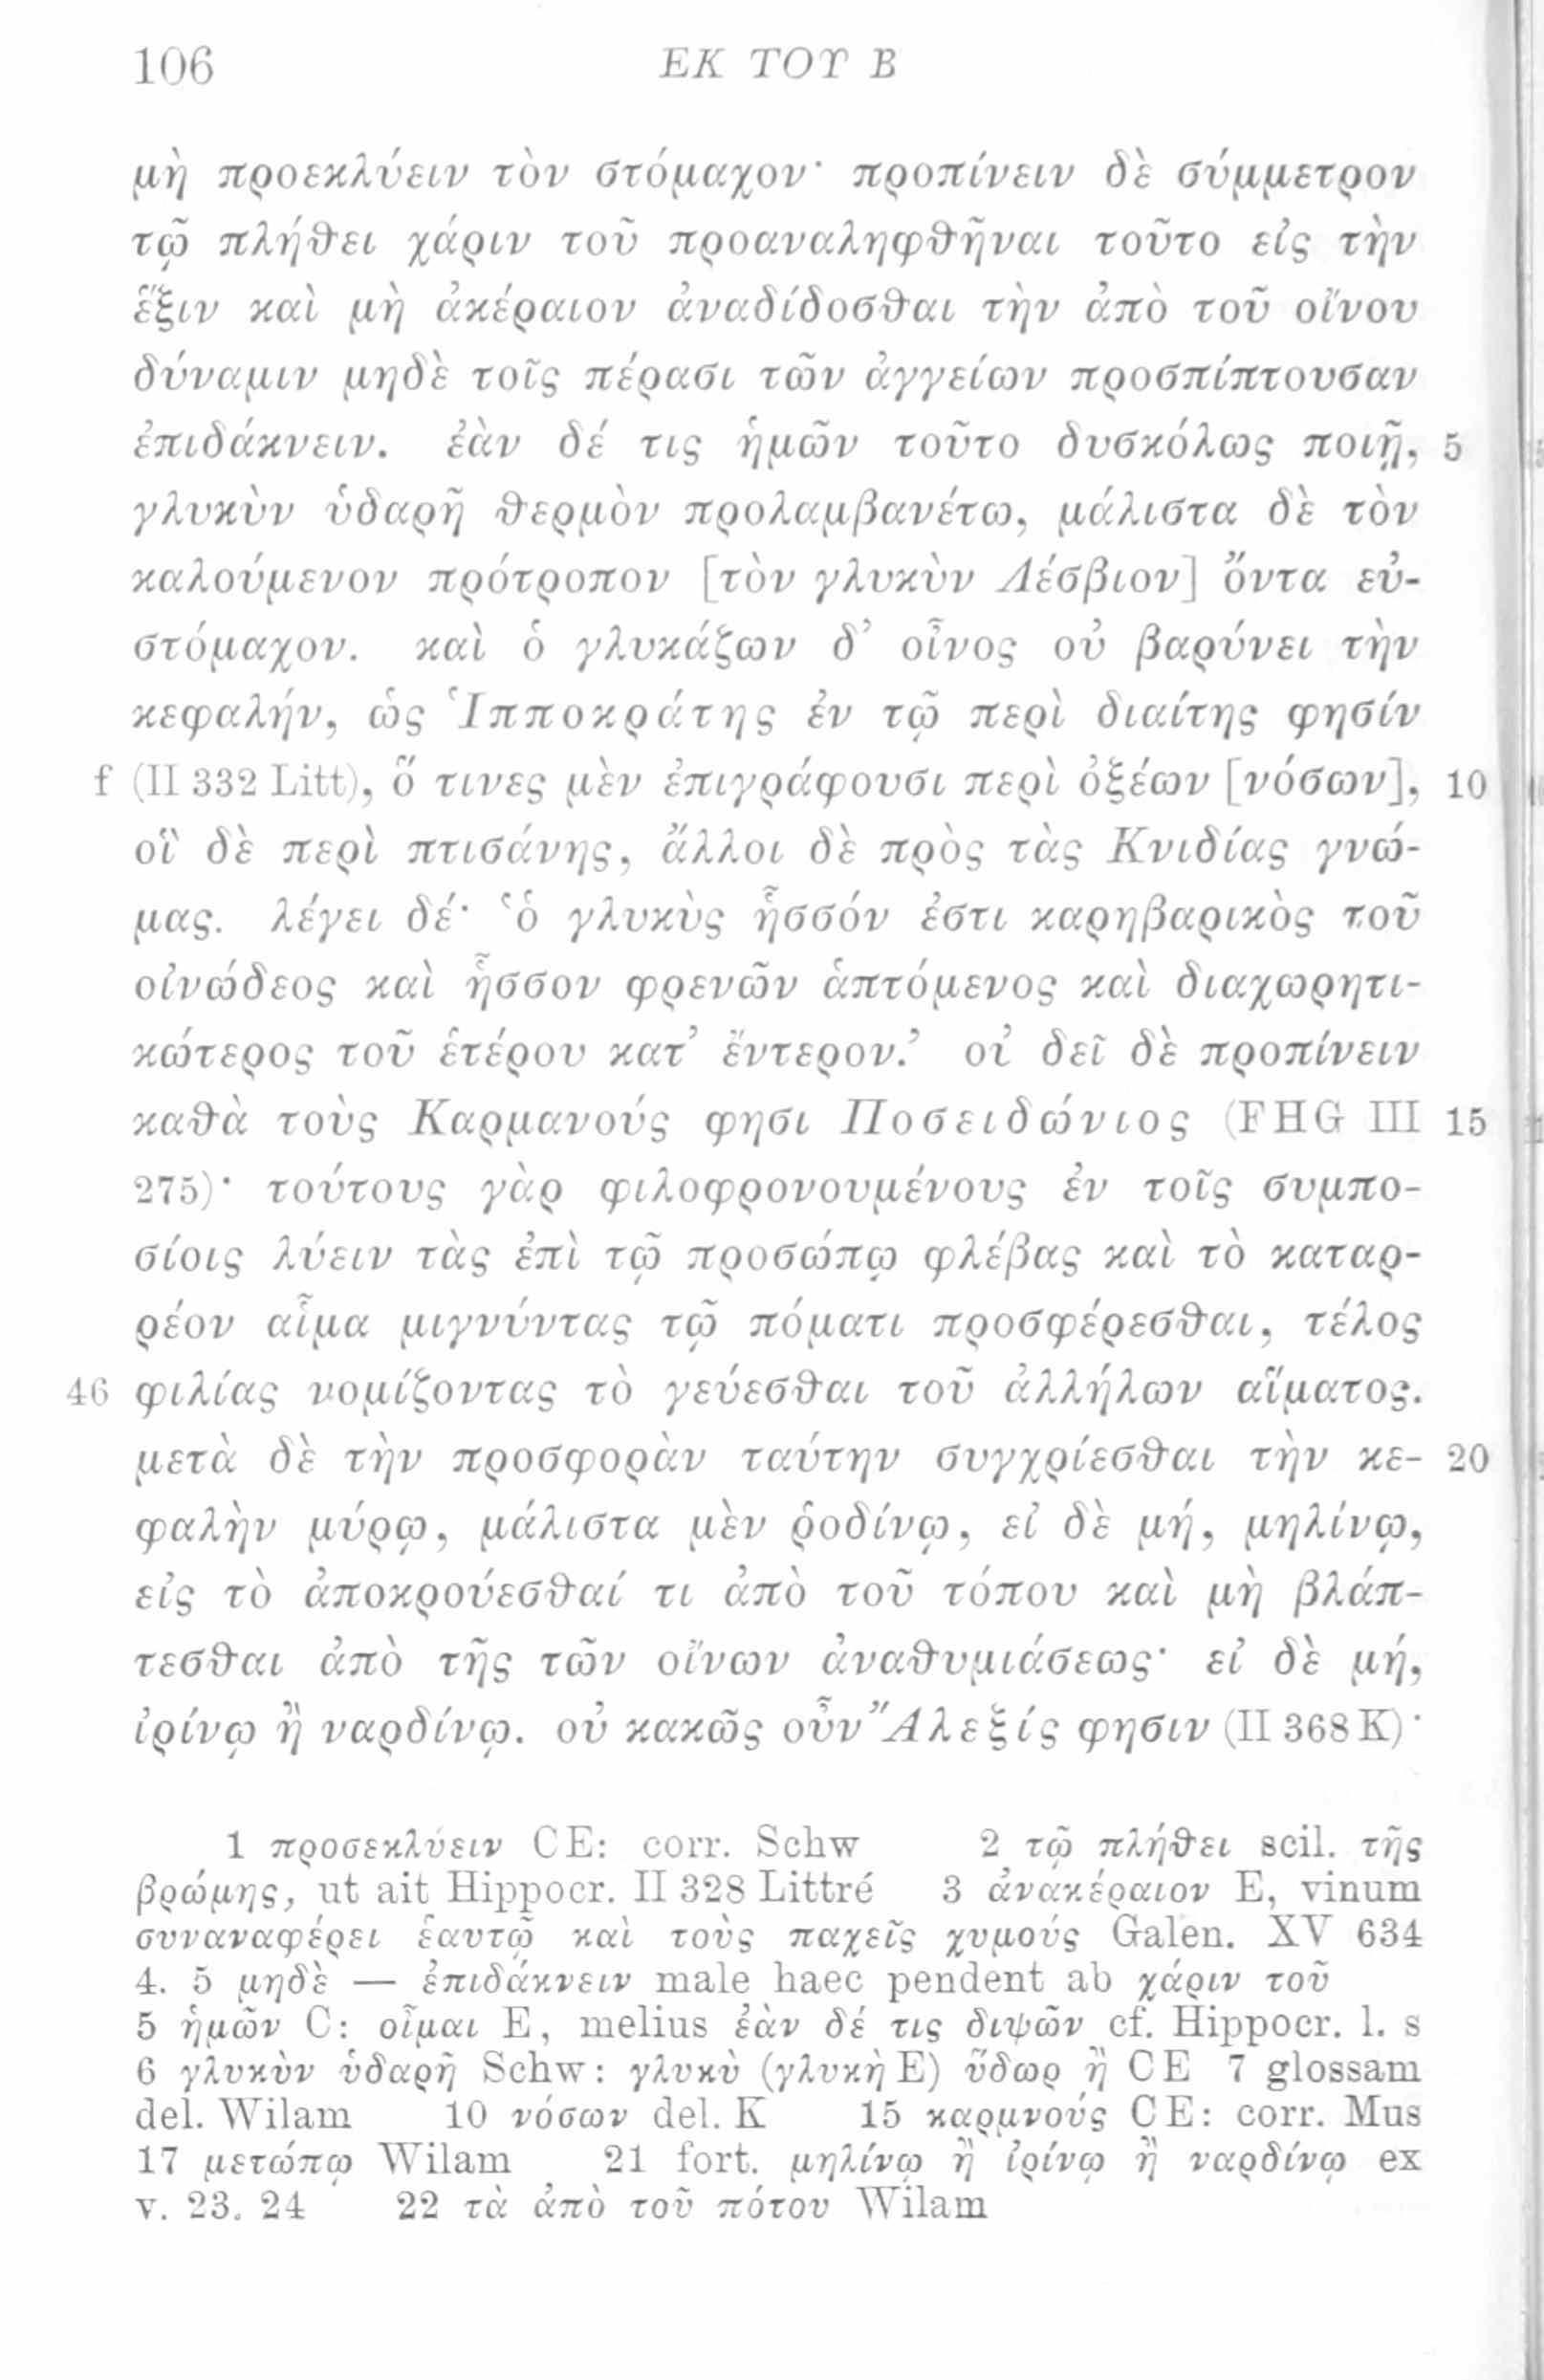 106 ΕΚ ΤΟΥ Β
μὴ προεκλύειν τὸν στόμαχον· προπίνειν δὲ σύμμετρον
τῷ πλήθει χάριν τοῦ προαναληφθῆναι τοῦτο εἰς τὴν
ἕξιν καὶ μὴ ἀκέραιον ἀναδίδοσθαι τὴν ἀπὸ τοῦ οἴνου
δύναμιν μηδὲ τοῖς πέρασι τῶν ἀγγείων προσπίπτουσαν
ἐπιδάκνειν. ἐὰν δέ τις ἡμῶν τοῦτο δυσκόλως ποιῇ, 5
γλυκὺν ὑδαρῆ θερμὸν προλαμβανέτω, μάλιστα δὲ τὸν
καλούμενον πρότροπον [τὸν γλυκὺν Λέσβιον] ὄντα εὐ-
στόμαχον. καὶ ὁ γλυκάζων δ’ οἶνος οὐ βαρύνει τὴν
κεφαλήν, ὡς Ἱπποκράτης ἐν τῷ περὶ διαίτης φησίν
f (II 332 Litt), ὅ τινες μὲν ἐπιγράφουσι περὶ ὀξέων [νόσων], 10
οἳ δὲ περὶ πτισάνης, ἄλλοι δὲ πρὸς τὰς Κνιδίας γνώ-
μας. λέγει δέ· ‘ὁ γλυκὺς ἧσσόν ἐστι καρηβαρικὸς τοῦ
οἰνώδεος καὶ ἧσσον φρενῶν ἁπτόμενος καὶ διαχωρητι-
κώτερος τοῦ ἑτέρου κατ’ ἔντερον.’ οὐ δεῖ δὲ προπίνειν
καθὰ τοὺς Καρμανούς φησι Ποσειδώνιος (FHG III 15
275)· τούτους γὰρ φιλοφρονουμένους ἐν τοῖς συμπο-
σίοις λύειν τὰς ἐπὶ τῷ προσώπῳ φλέβας καὶ τὸ καταρ-
ρέον αἷμα μιγνύντας τῷ πόματι προσφέρεσθαι, τέλος
46 φιλίας νομίζοντας τὸ γεύεσθαι τοῦ ἀλλήλων αἵματος.
μετὰ δὲ τὴν προσφορὰν ταύτην συγχρίεσθαι τὴν κε- 20
φαλὴν μύρῳ, μάλιστα μὲν ῥοδίνῳ, εἰ δὲ μή, μηλίνῳ,
εἰς τὸ ἀποκρούεσθαί τι ἀπὸ τοῦ τόπου καὶ μὴ βλάπ-
τεσθαι ἀπὸ τῆς τῶν οἴνων ἀναθυμιάσεως· εἰ δὲ μή,
ἰρίνῳ ἢ ναρδίνῳ. οὐ κακῶς οὖν Ἄλεξίς φησιν (II 368 K)·
1 προσεκλύειν CE: corr. Schw 2 τῷ πλήθει scil. τῆς
βρώμης, ut ait Hippocr. II 328 Littré 3 ἀνακέραιον E, vinum
συναναφέρει ἑαυτῷ καὶ τοὺς παχεῖς χυμούς Galen. XV 634
4. 5 μηδὲ — ἐπιδάκνειν male haec pendent ab χάριν τοῦ
5 ἡμῶν C: οἶμαι E, melius ἐὰν δέ τις διψῶν cf. Hippocr. l. s
6 γλυκὺν ὑδαρῆ Schw: γλυκὺ (γλυκὴ E) ὕδωρ ἢ CE 7 glossam
del. Wilam 10 νόσων del. K 15 καρμνούς CE: corr. Mus
17 μετώπῳ Wilam 21 fort. μηλίνῳ ἢ ἰρίνῳ ἢ ναρδίνῳ ex
v. 23. 24 22 τὰ ἀπὸ τοῦ πότου Wilam